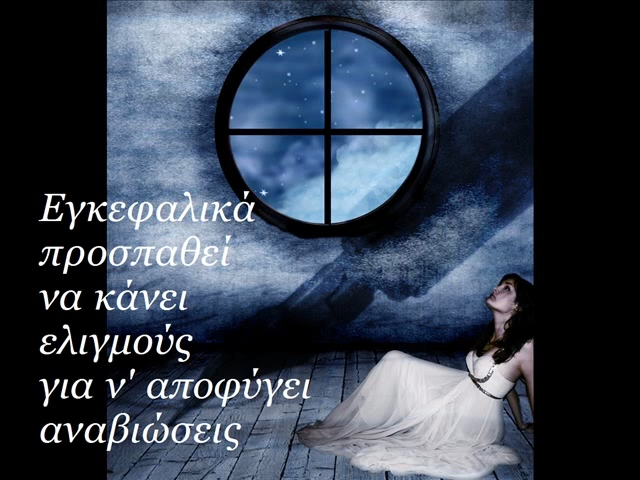 Εγκεφαλικά
προσπαθεί
να κάνει
ελιγμούς
για ν' αποφύγει
αναβιώσεις